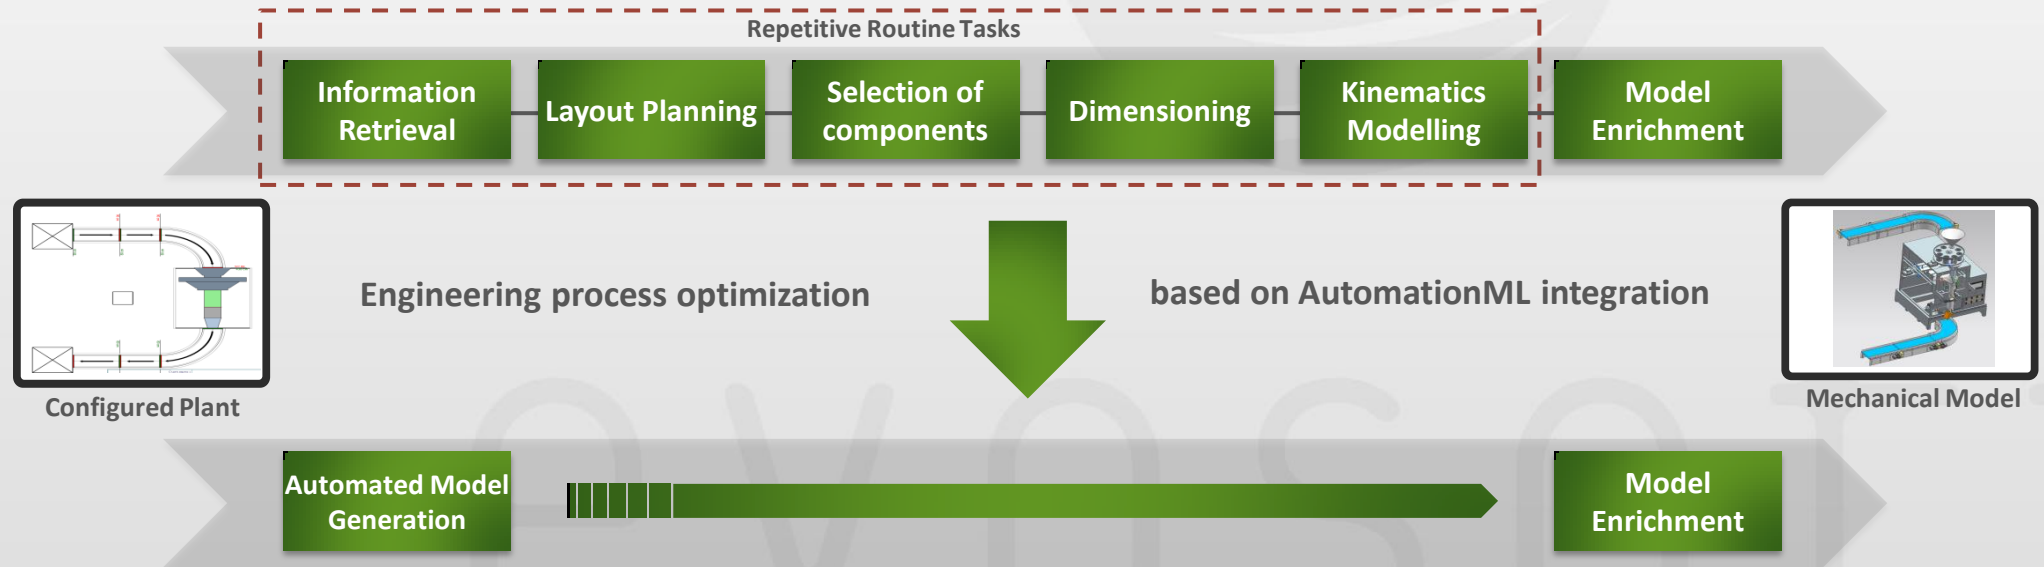 Repetitive Routine Tasks
Information
Retrieval
Layout Planning
Selection of
components
Dimensioning
Kinematics
Modelling
Model
Enrichment
Engineering process optimization
based on AutomationML integration
Configured Plant
Mechanical Model
Automated Model
Generation
Model
Enrichment